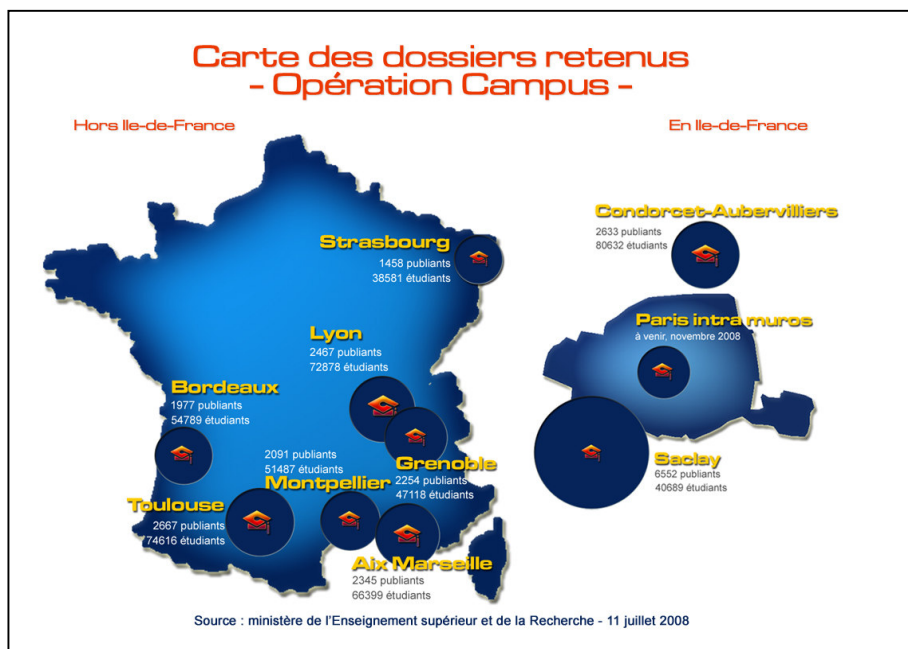 Carte des dossiers retenus
- Opération Campus -
Hors Ile-de-France
En Ile-de-France
Condorcet-Aubervilliers
2633 publiants
80632 étudiants
Strasbourg
1458 publiants
38581 étudiants
Paris intra muros
à venir, novembre 2008
Lyon
2467 publiants
72878 étudiants
Bordeaux
1977 publiants
54789 étudiants
2091 publiants
51487 étudiants
Montpellier
Grenoble
2254 publiants
47118 étudiants
Saclay
6552 publiants
40689 étudiants
Toulouse
2667 publiants
74616 étudiants
Aix Marseille
2345 publiants
66399 étudiants
Source : ministère de l'Enseignement supérieur et de la Recherche - 11 juillet 2008